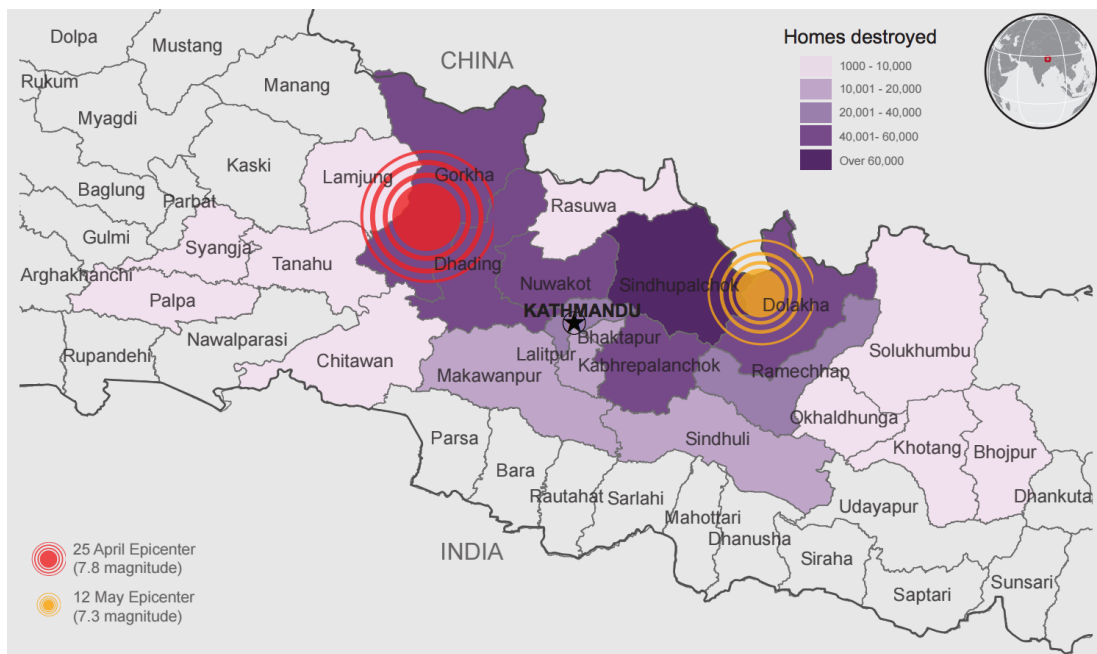 Dolpa
Mustang
CHINA
Homes destroyed
1000 - 10,000
10,001 - 20,000
20,001 - 40,000
40,001- 60,000
Over 60,000
Rukum
Manang
Myagdi
Kaski
Lamjung
Gorkha
Baglung
Parbat
Rasuwa
Gulmi
Syangja
Tanahu
Dhading
Arghakhanchi
Nuwakot
Sindhupalchok
Dolakha
Palpa
KATHMANDU
Nawalparasi
Bhaktapur
Rupandehi
Chitawan
Lalitpur
Kabhrepalanchok
Solukhumbu
Makawanpur
Ramechhap
Okhaldhunga
Parsa
Sindhuli
Khotang
Bhojpur
Bara
Rautahat
Sarlahi
Udayapur
Dhankuta
Mahottari
Dhanusha
INDIA
Siraha
Saptari
Sunsari
25 April Epicenter
(7.8 magnitude)
12 May Epicenter
(7.3 magnitude)